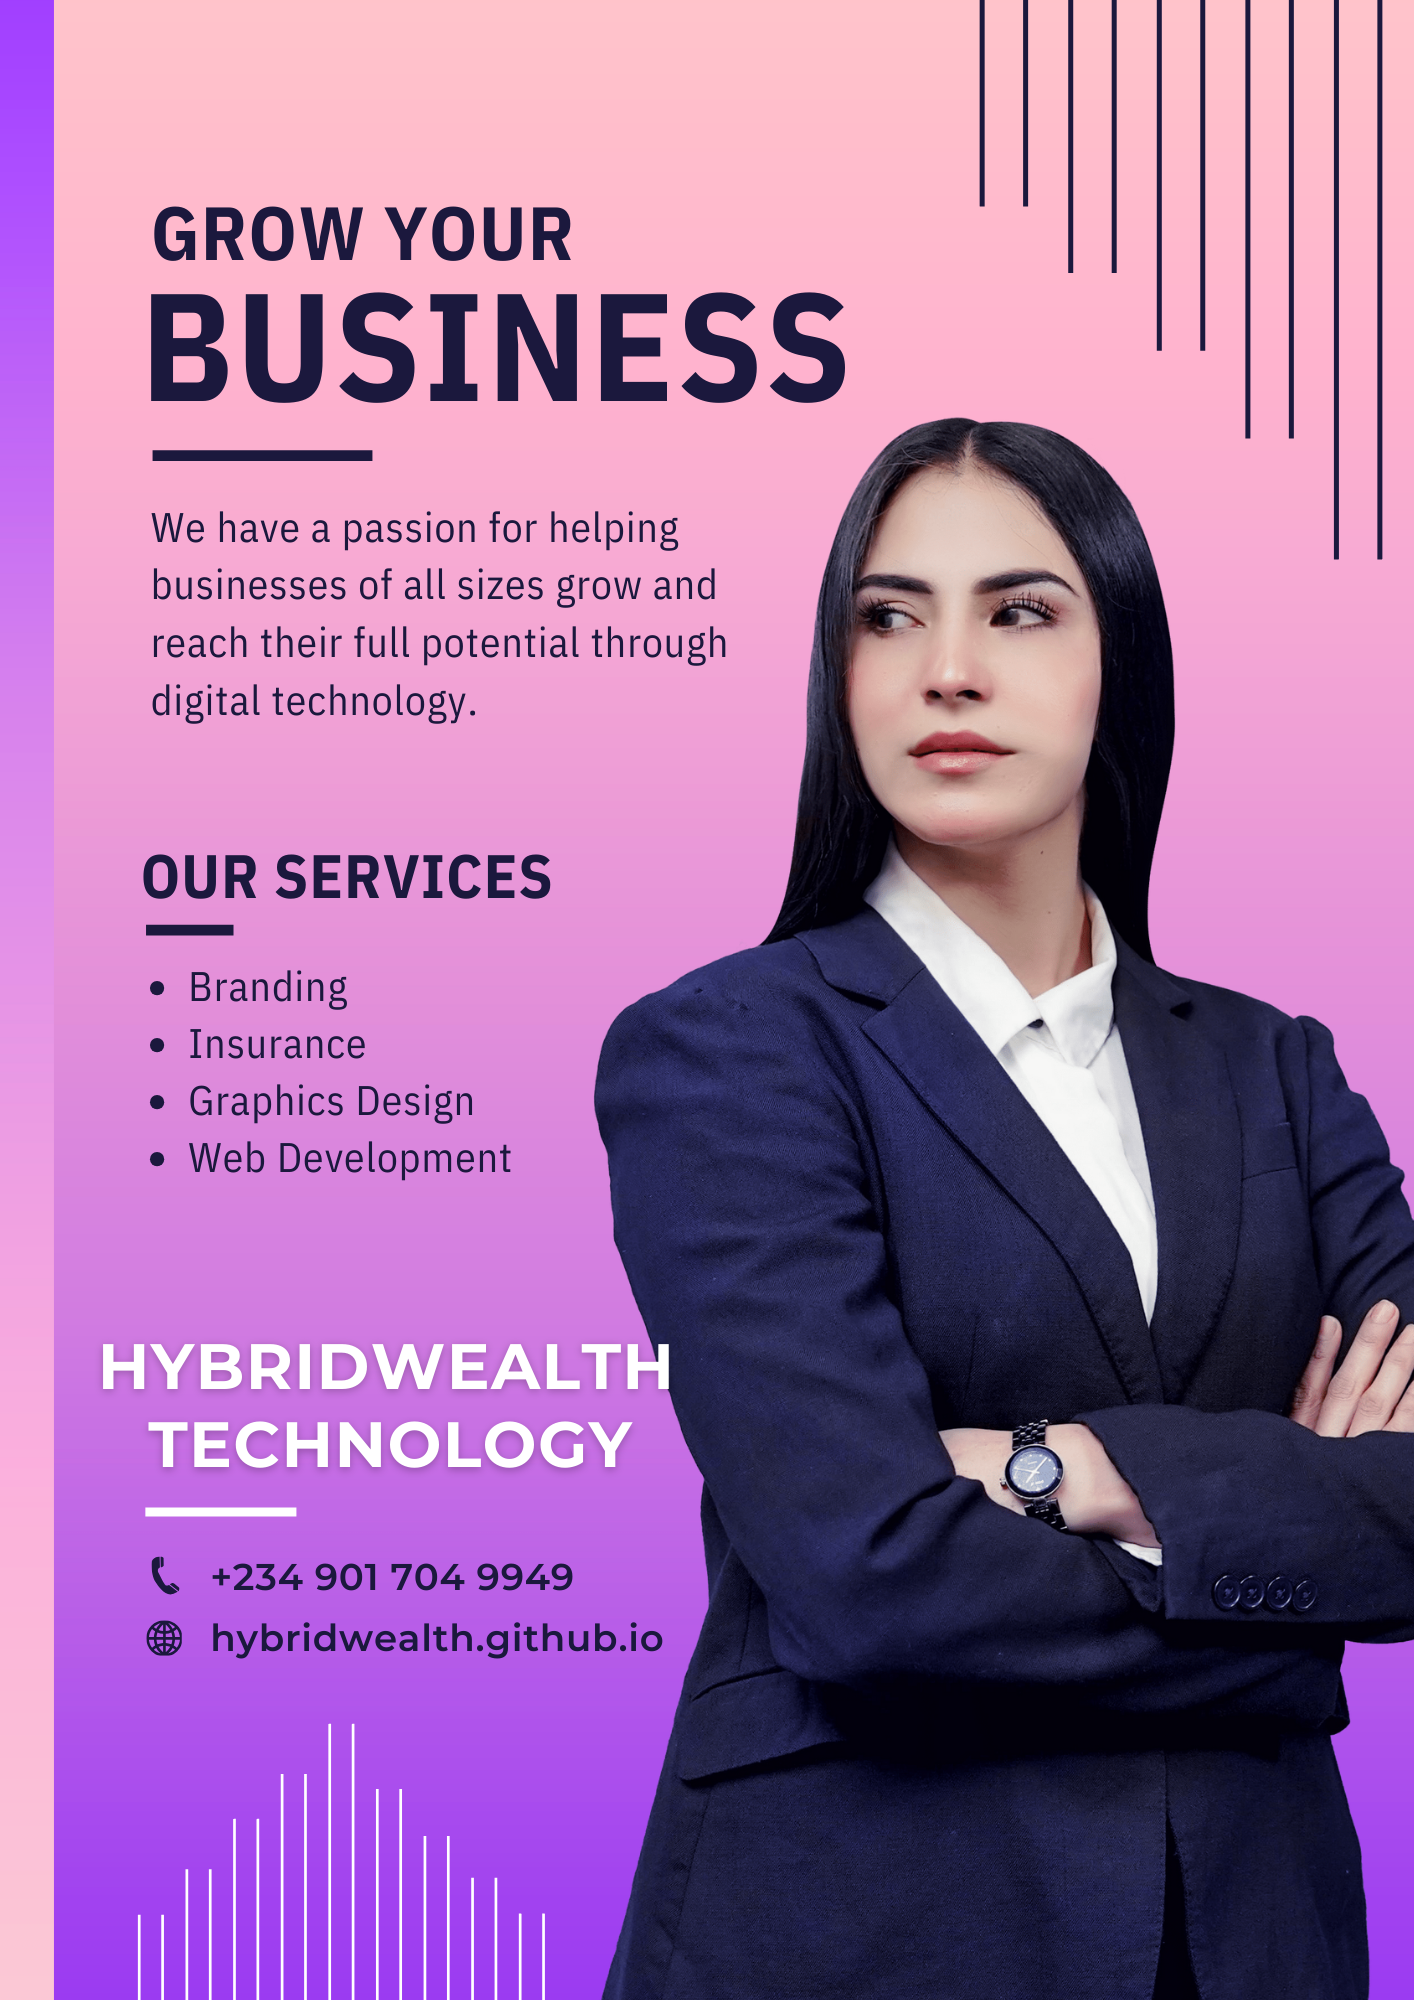 GROW YOUR
BUSINESS
We have a passion for helping
businesses of all sizes grow and
reach their full potential through
digital technology.
OUR SERVICES
• Branding
• Insurance
• Graphics Design
• Web Development
HYBRIDWEALTH
TECHNOLOGY
+234 901 704 9949
hybridwealth.github.io